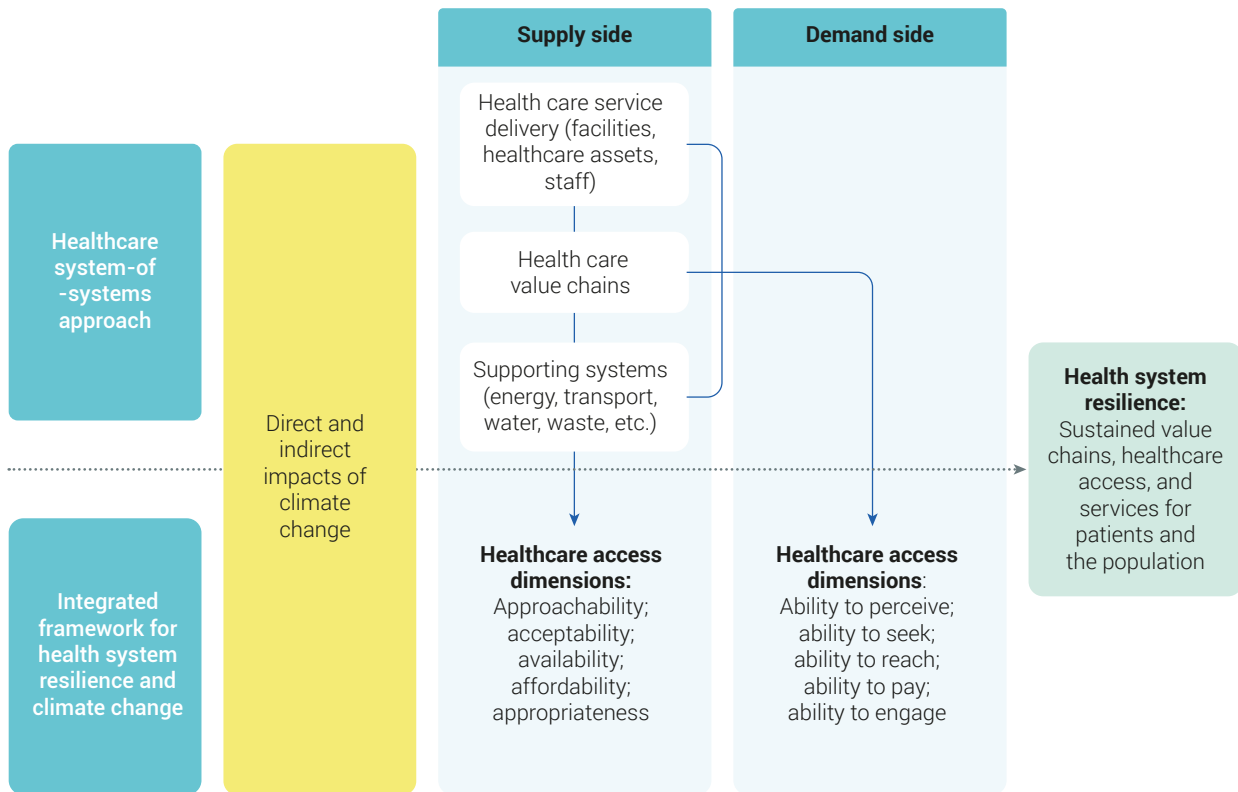 Supply side
Demand side
Health care service
delivery (facilities,
healthcare assets,
staff)
Healthcare
system-of
-systems
approach
Health care
value chains
Supporting systems
(energy, transport,
water, waste, etc.)
Direct and
indirect
impacts of
climate
change
Health system
resilience:
Sustained value
chains, healthcare
access, and
services for
patients and
the population
Integrated
framework for
health system
resilience and
climate change
Healthcare access
dimensions:
Approachability;
acceptability;
availability;
affordability;
appropriateness
Healthcare access
dimensions:
Ability to perceive;
ability to seek;
ability to reach;
ability to pay;
ability to engage